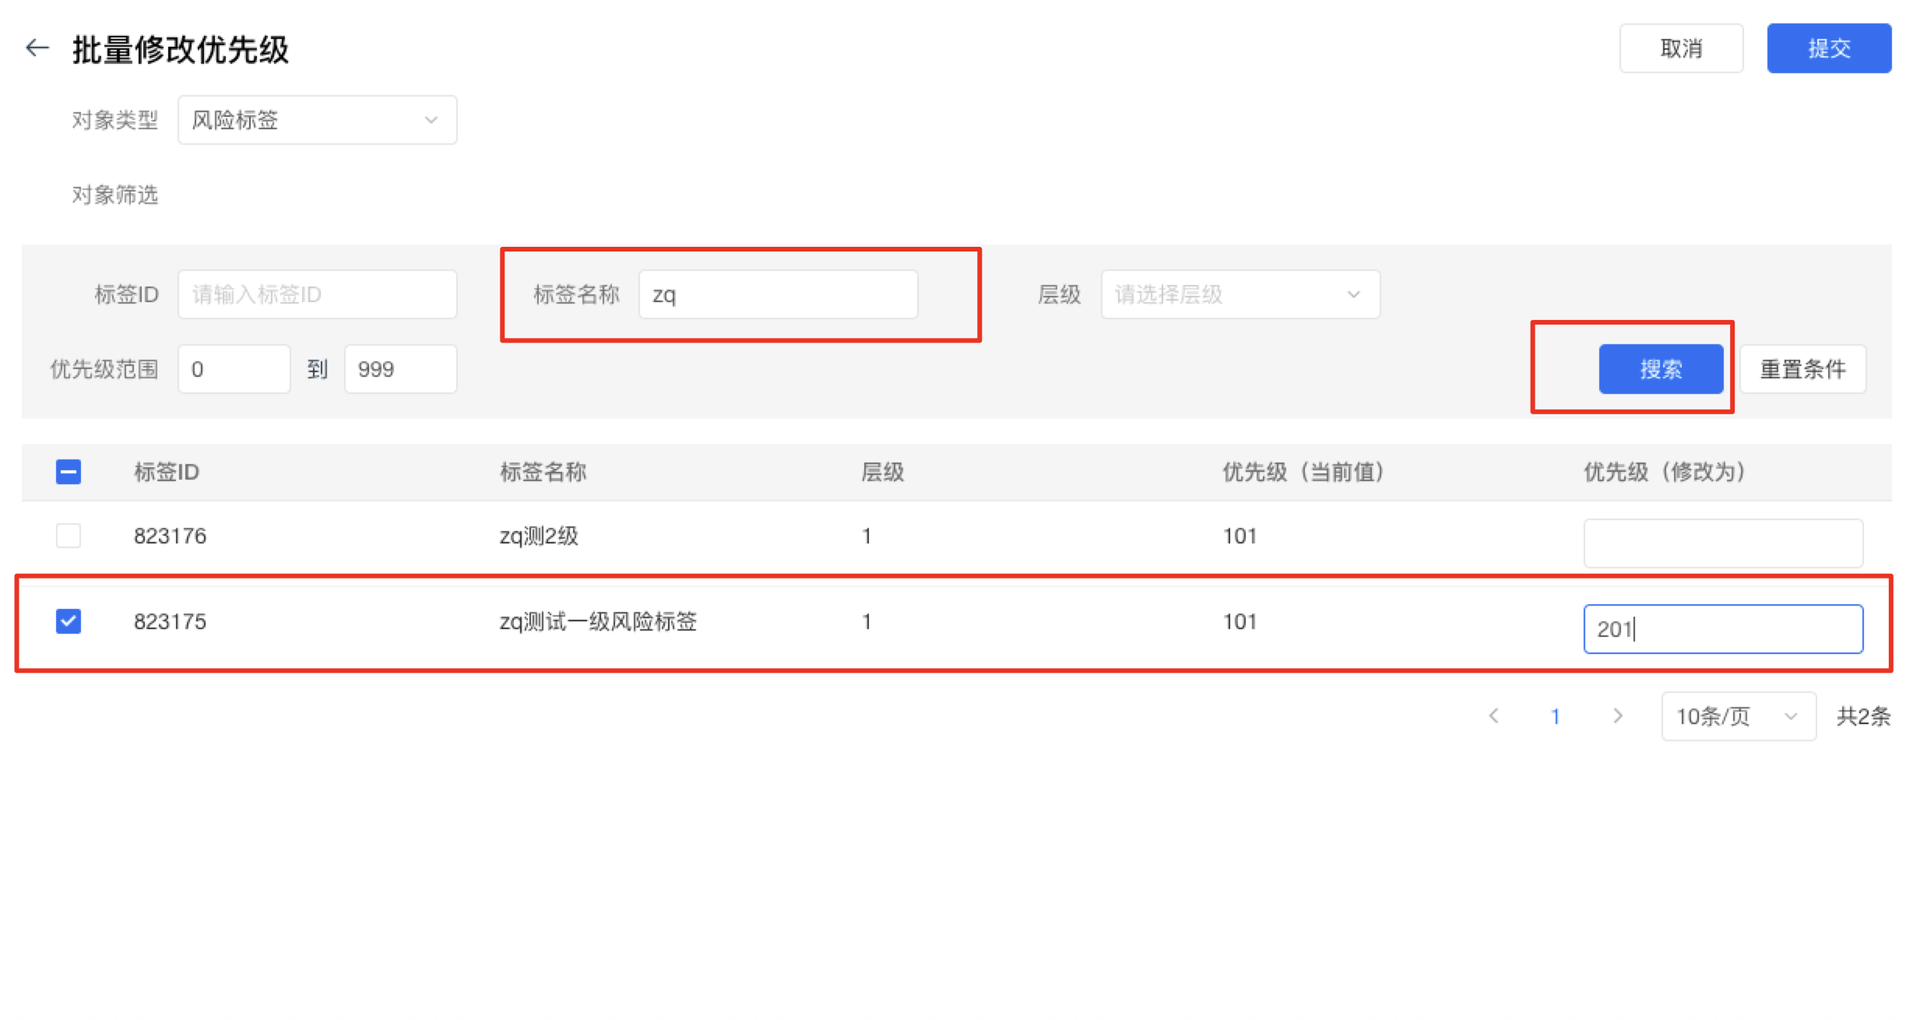 批量修改优先级
取消
提交
对象类型 风险标签
对象筛选
标签ID 请输入标签ID 标签名称 zq 层级 请选择层级
优先级范围 0 到 999 搜索 重置条件
标签ID 标签名称 层级 优先级（当前值） 优先级（修改为）
823176 zq测2级 1 101
823175 zq测试一级风险标签 1 101 201
1 10条/页 共2条